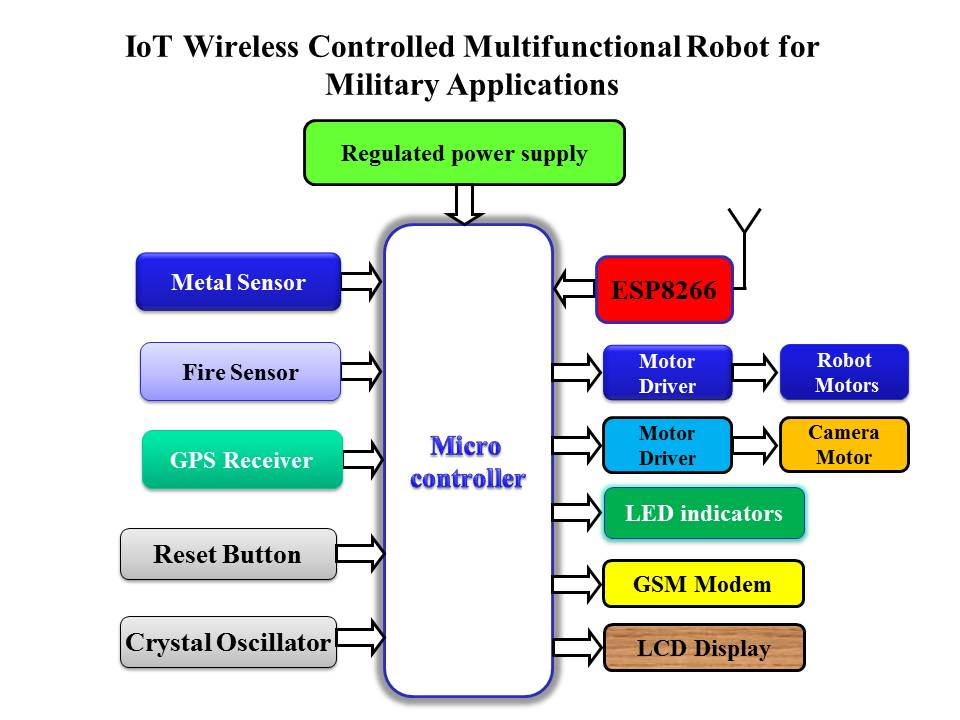 IoT Wireless Controlled Multifunctional Robot for
Military Applications
Regulated power supply
Metal Sensor
Fire Sensor
GPS Receiver
Reset Button
Crystal Oscillator
Micro
controller
ESP8266
Motor
Driver
Robot
Motors
Motor
Driver
Camera
Motor
LED indicators
GSM Modem
LCD Display